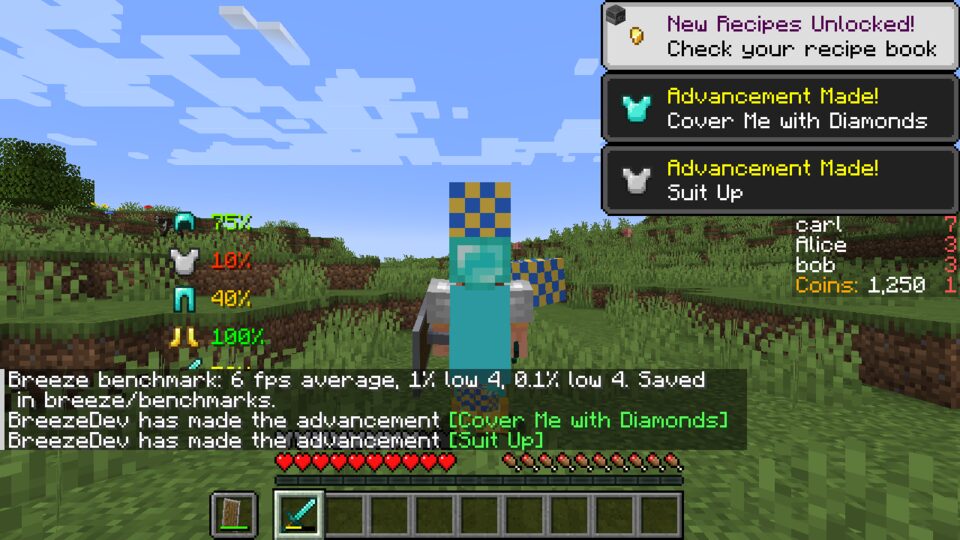 New Recipes Unlocked!
Check your recipe book
Advancement Made!
Cover Me with Diamonds
Advancement Made!
Suit Up
carl 7
Alice 3
bob 3
Coins: 1,250 1
75%
10%
40%
100%
Breeze benchmark: 6 fps average, 1% low 4, 0.1% low 4. Saved
in breeze/benchmarks.
BreezeDev has made the advancement [Cover Me with Diamonds]
BreezeDev has made the advancement [Suit Up]